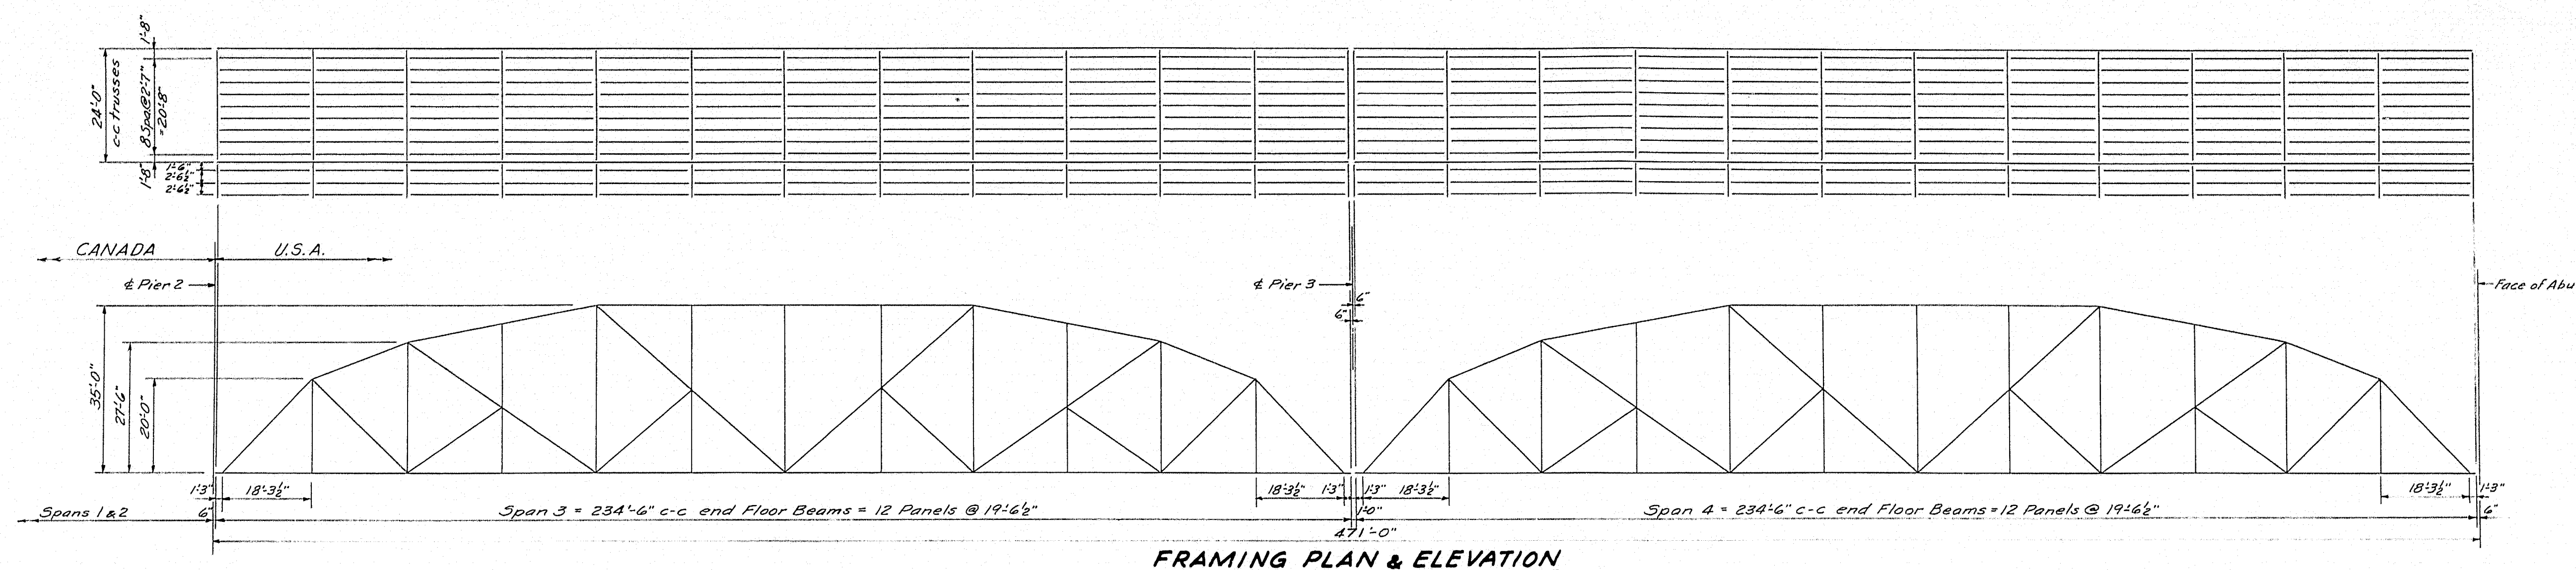 1'-8"
24'-0"
c-c trusses
8 Spa@2'-7"
=20'-8"
1'-8"
1'-6"
2'-6½"
2'-6½"
CANADA
U.S.A.
℄ Pier 2
℄ Pier 3
6"
6"
Face of Abu
35'-0"
27'-6"
20'-0"
1'-3"
18'-3½"
18'-3½"
1'-3"
1'-3"
18'-3½"
18'-3½"
1'-3"
Spans 1 & 2
6"
Span 3 = 234'-6" c-c end Floor Beams = 12 Panels @ 19'-6½"
1'-0"
Span 4 = 234'-6" c-c end Floor Beams = 12 Panels @ 19'-6½"
6"
471'-0"
FRAMING PLAN & ELEVATION